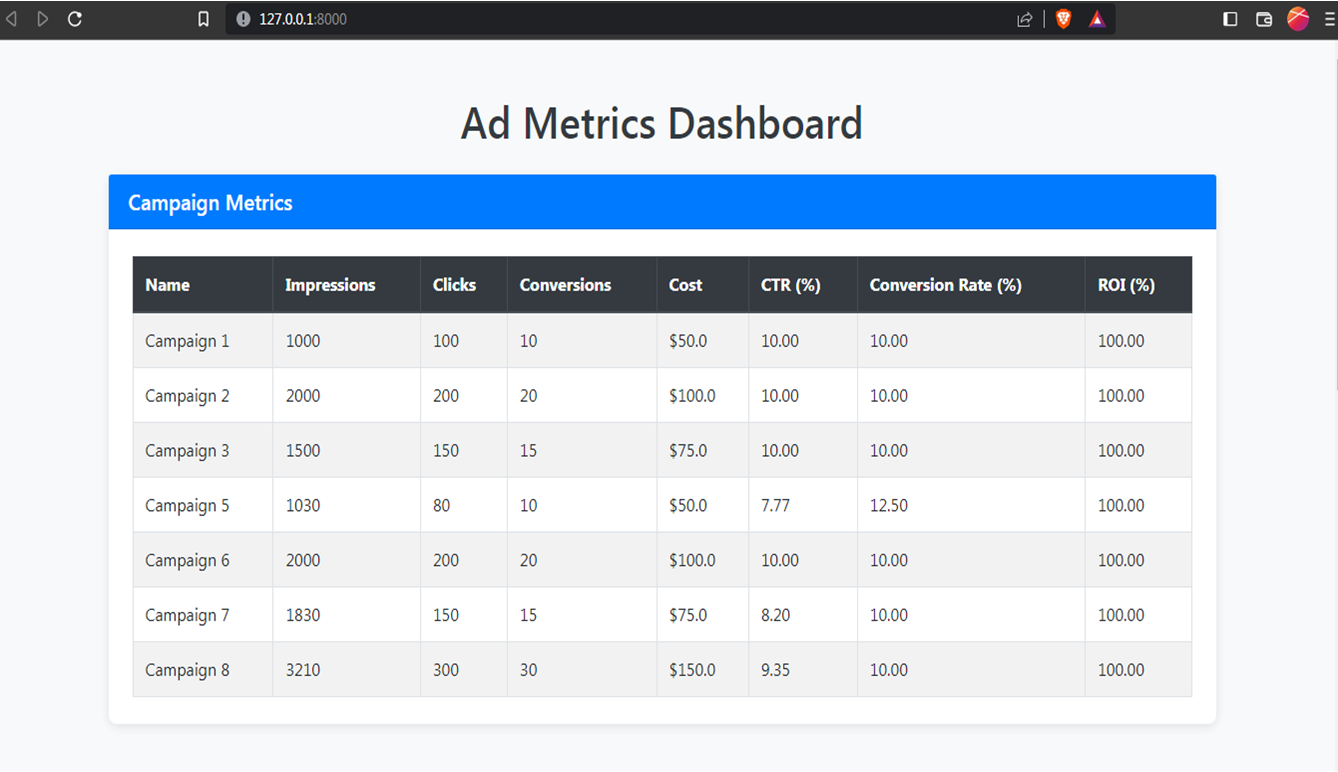 127.0.0.1:8000
Ad Metrics Dashboard
Campaign Metrics
Name Impressions Clicks Conversions Cost CTR (%) Conversion Rate (%) ROI (%)
Campaign 1 1000 100 10 $50.0 10.00 10.00 100.00
Campaign 2 2000 200 20 $100.0 10.00 10.00 100.00
Campaign 3 1500 150 15 $75.0 10.00 10.00 100.00
Campaign 5 1030 80 10 $50.0 7.77 12.50 100.00
Campaign 6 2000 200 20 $100.0 10.00 10.00 100.00
Campaign 7 1830 150 15 $75.0 8.20 10.00 100.00
Campaign 8 3210 300 30 $150.0 9.35 10.00 100.00